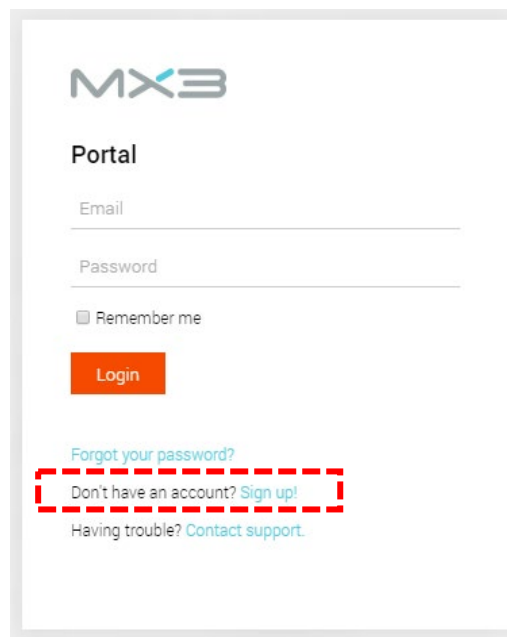 MX3
Portal
Email
Password
Remember me
Login
Forgot your password?
Don't have an account? Sign up!
Having trouble? Contact support.